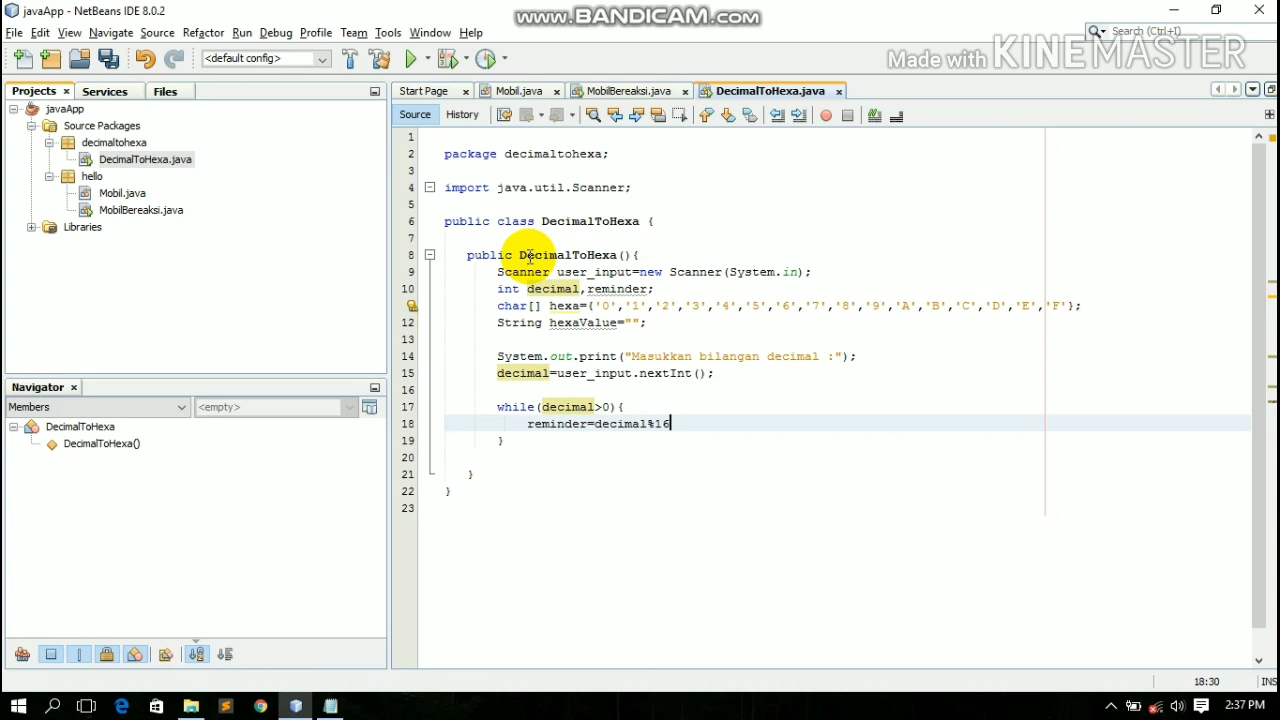 javaApp - NetBeans IDE 8.0.2
www.BANDICAM.com
File Edit View Navigate Source Refactor Run Debug Profile Team Tools Window Help
Search (Ctrl+I)
<default config>
Made with KINEMASTER
Projects Services Files
Start Page Mobil.java MobilBereaksi.java DecimalToHexa.java
Source History
javaApp
Source Packages
decimaltohexa
DecimalToHexa.java
hello
Mobil.java
MobilBereaksi.java
Libraries
Navigator
Members <empty>
DecimalToHexa
DecimalToHexa()
1
2 package decimaltohexa;
3
4 import java.util.Scanner;
5
6 public class DecimalToHexa {
7
8 public DecimalToHexa(){
9 Scanner user_input=new Scanner(System.in);
10 int decimal,reminder;
char[] hexa={'0','1','2','3','4','5','6','7','8','9','A','B','C','D','E','F'};
12 String hexaValue="";
13
14 System.out.print("Masukkan bilangan decimal :");
15 decimal=user_input.nextInt();
16
17 while(decimal>0){
18 reminder=decimal%16
19 }
20
21 }
22 }
23
18:30 INS
2:37 PM